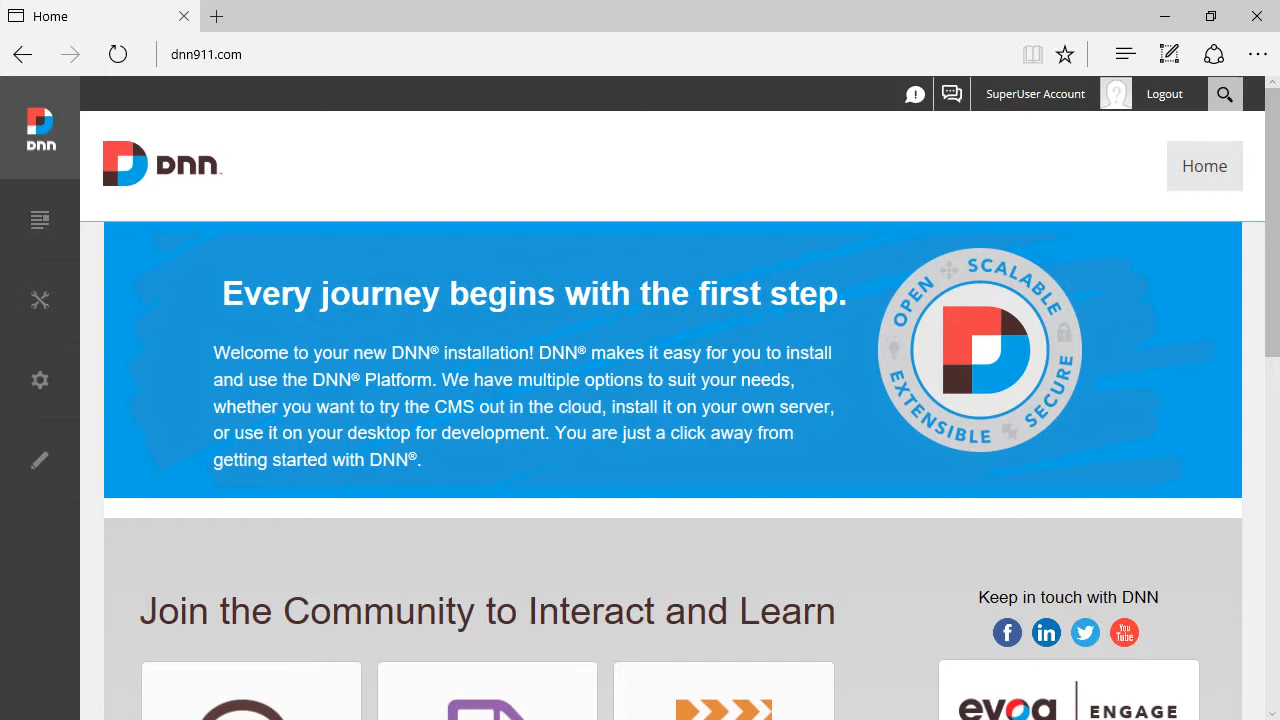 Home
dnn911.com
DNN
SuperUser Account
Logout
DNN
Home
Every journey begins with the first step.
Welcome to your new DNN® installation! DNN® makes it easy for you to install
and use the DNN® Platform. We have multiple options to suit your needs,
whether you want to try the CMS out in the cloud, install it on your own server,
or use it on your desktop for development. You are just a click away from
getting started with DNN®.
OPEN
SCALABLE
EXTENSIBLE
SECURE
Join the Community to Interact and Learn
Keep in touch with DNN
f
in
You
Tube
evoq
ENGAGE